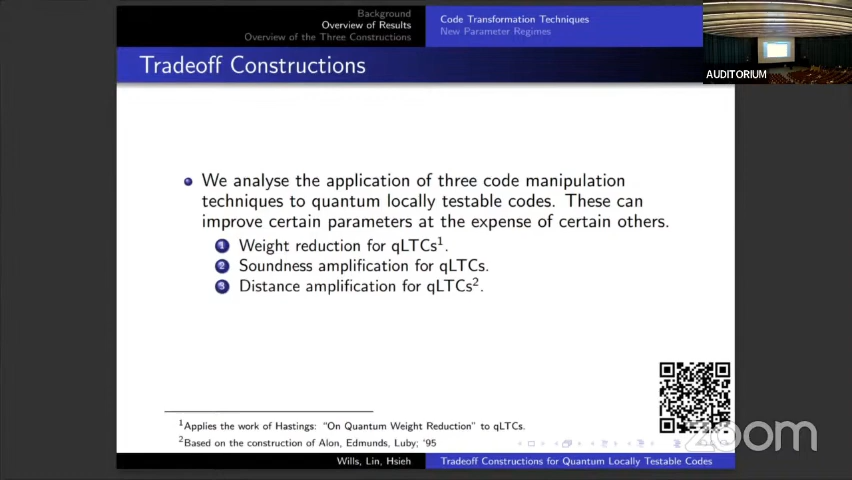 Background
Overview of Results
Overview of the Three Constructions
Code Transformation Techniques
New Parameter Regimes
AUDITORIUM
Tradeoff Constructions
We analyse the application of three code manipulation
techniques to quantum locally testable codes. These can
improve certain parameters at the expense of certain others.
1 Weight reduction for qLTCs1.
2 Soundness amplification for qLTCs.
3 Distance amplification for qLTCs2.
1Applies the work of Hastings: "On Quantum Weight Reduction" to qLTCs.
2Based on the construction of Alon, Edmunds, Luby; '95
zoom
Wills, Lin, Hsieh
Tradeoff Constructions for Quantum Locally Testable Codes